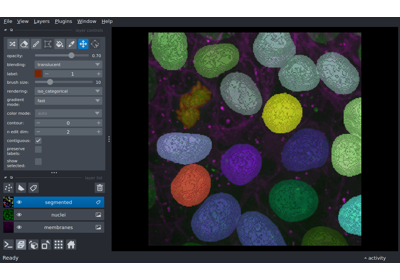 File View Layers Plugins Window Help
opacity: 0.70
blending: translucent
label: 1
brush size: 10
rendering: iso_categorical
gradient mode: fast
color mode:
contour: 0
n edit dim: 2
contiguous:
preserve labels:
show selected:
segmented
nuclei
membranes
Ready activity